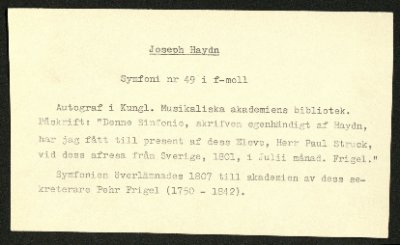 Joseph Haydn
Symfoni nr 49 i f-moll
Autograf i Kungl. Musikaliska akademiens bibliotek.
Påskrift: "Denne Sinfonie, skrifven egenhändigt af Haydn,
har jag fått till present af dess Eleve, Herr Paul Struck,
vid dess afresa från Sverige, 1801, i Julii månad. Frigel."
Symfonien överlämnades 1807 till akademien av dess se-
kreterare Pehr Frigel (1750 - 1842).